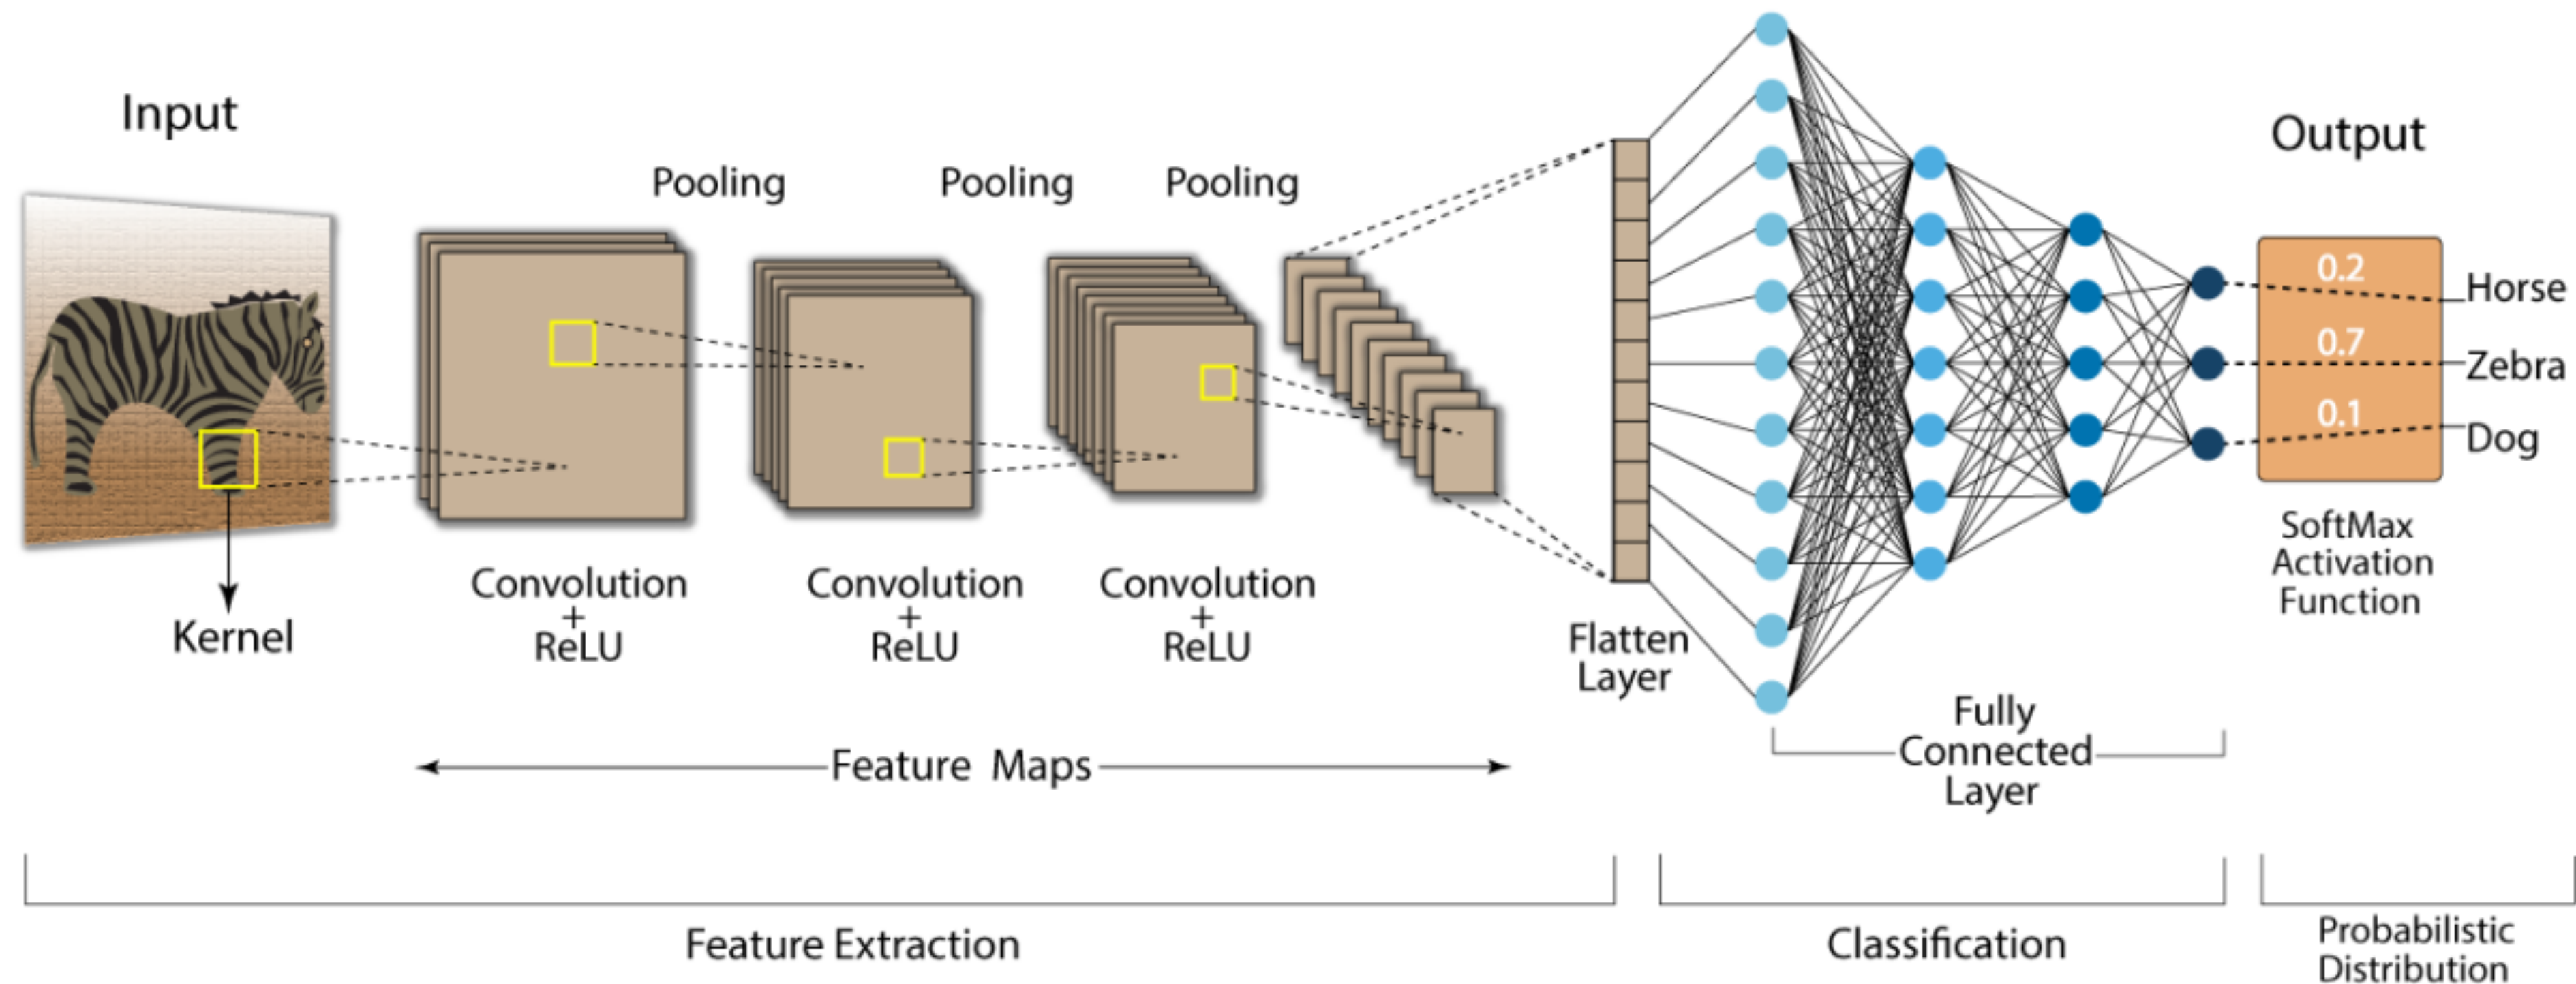 Input
Pooling
Pooling
Pooling
Output
0.2
Horse
0.7
Zebra
0.1
Dog
SoftMax
Activation
Function
Kernel
Convolution
+
ReLU
Convolution
+
ReLU
Convolution
+
ReLU
Flatten
Layer
Fully
Connected
Layer
Feature Maps
Feature Extraction
Classification
Probabilistic
Distribution